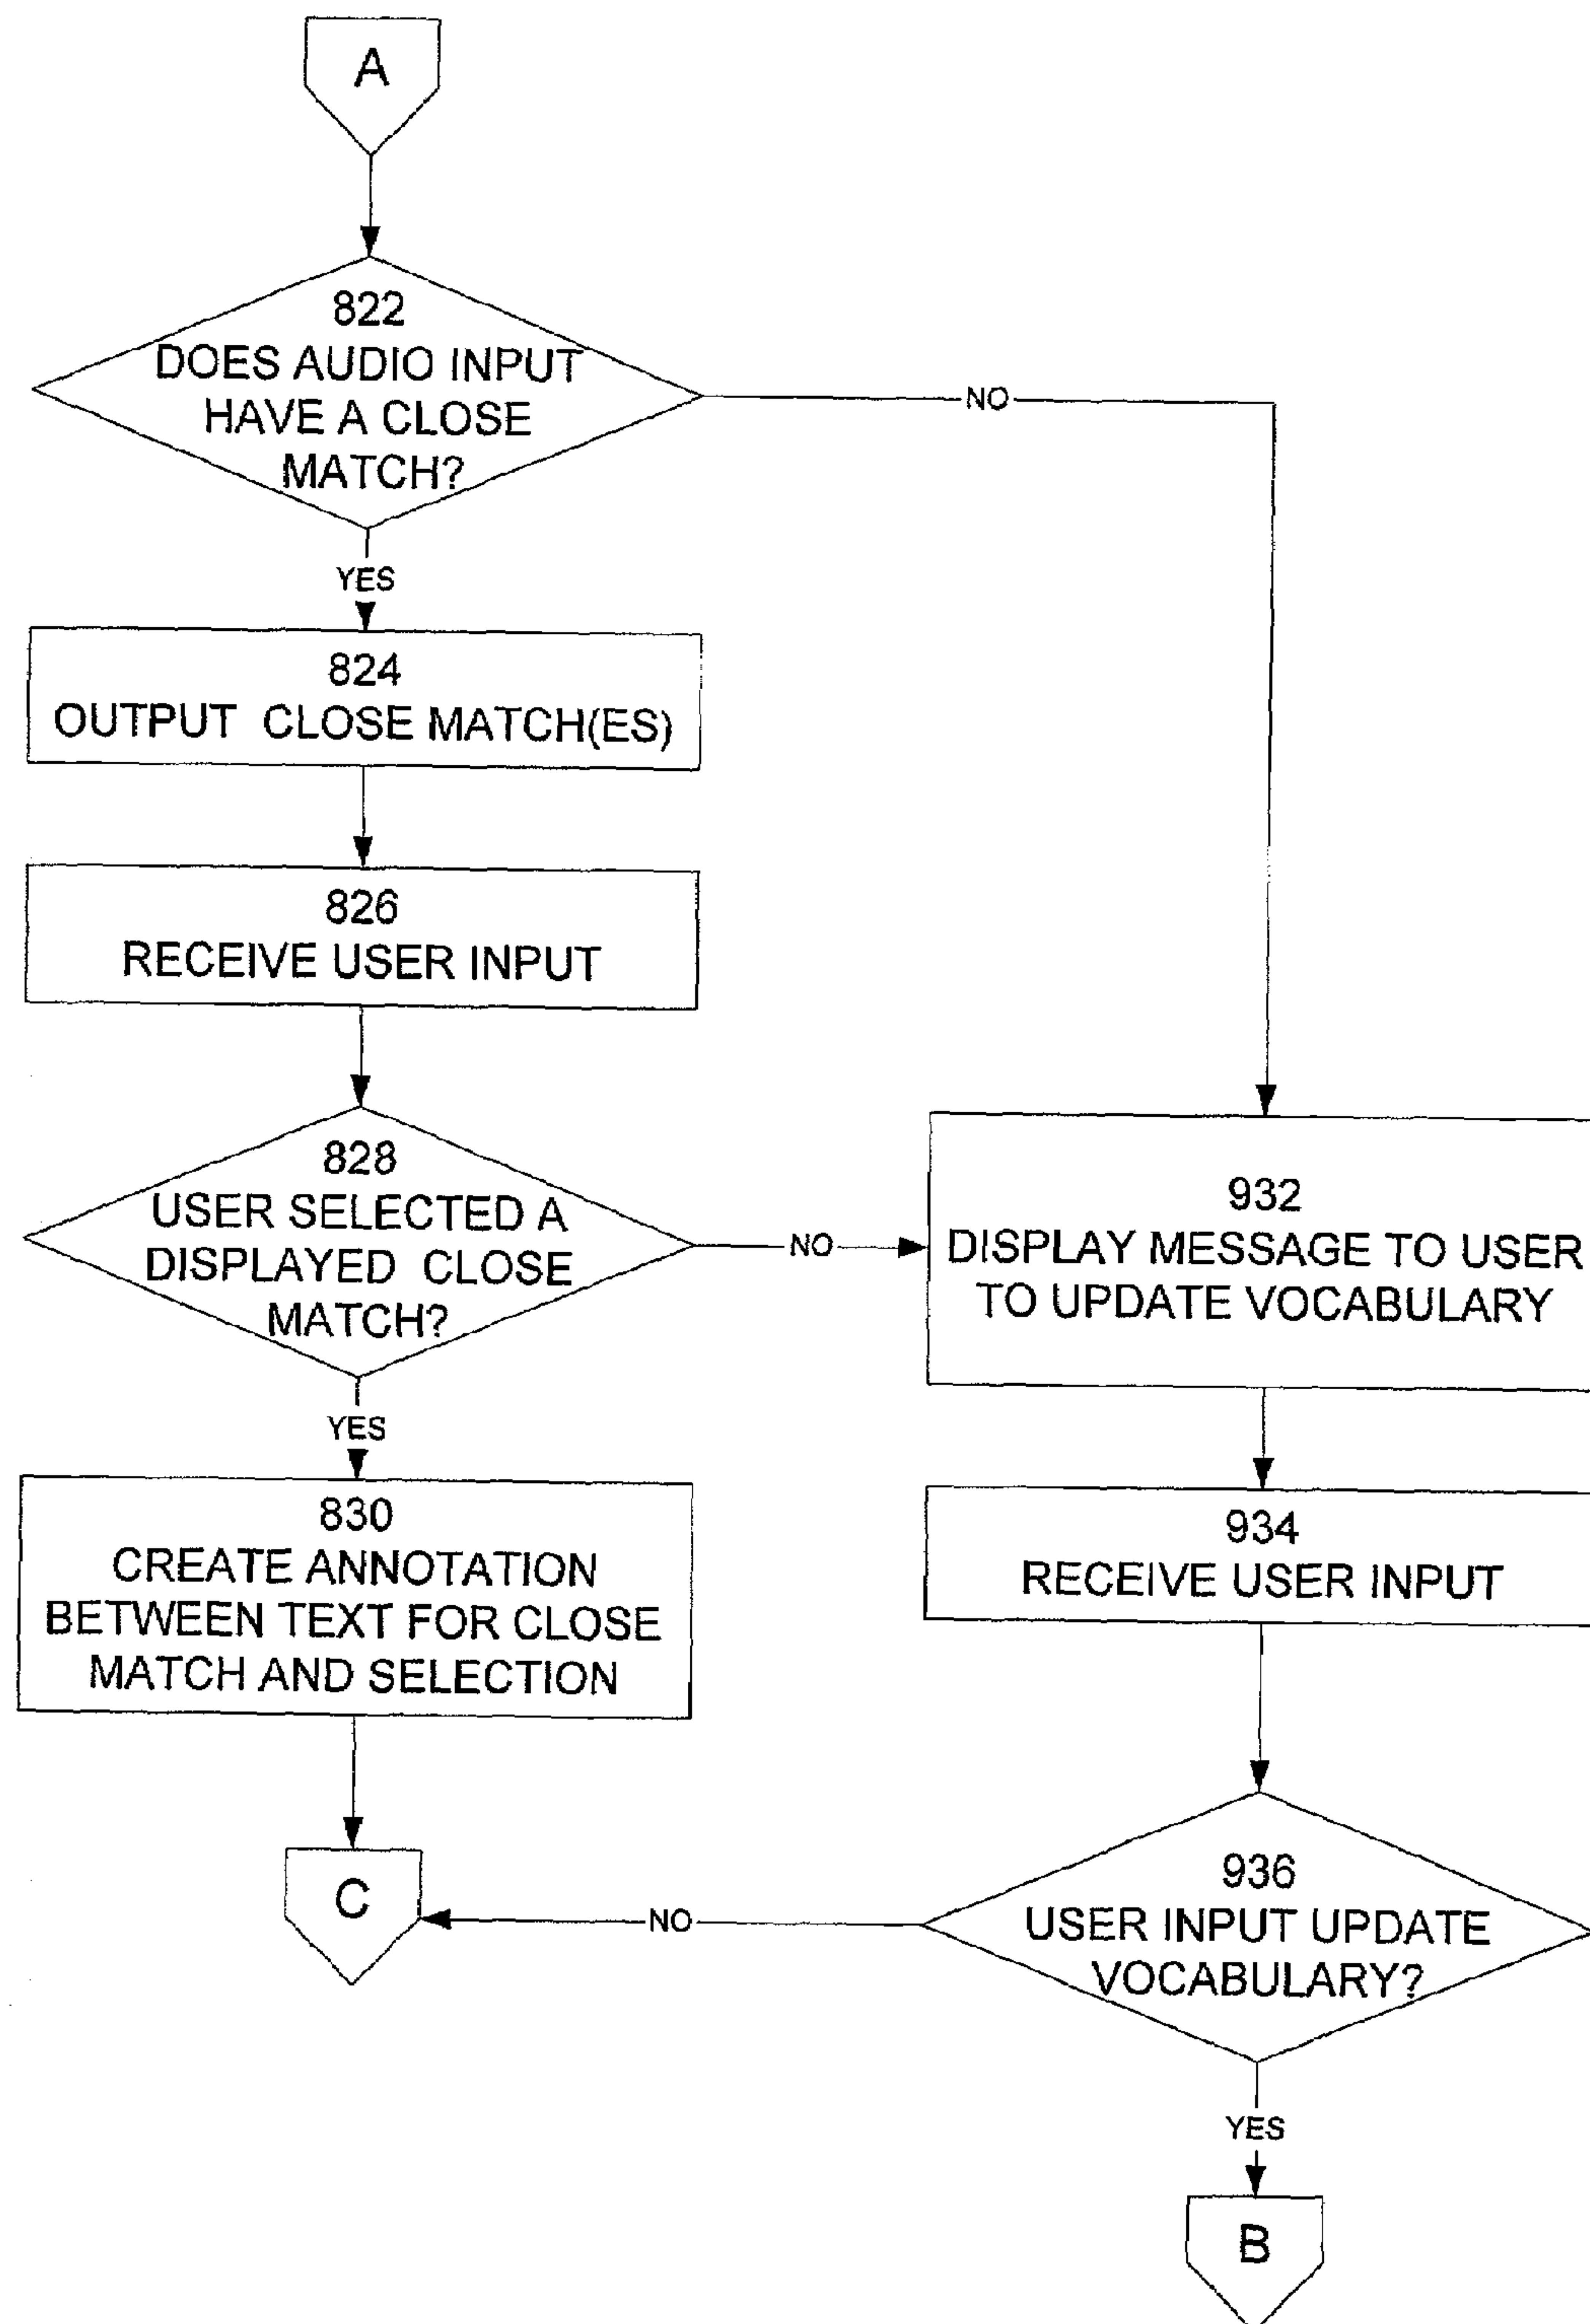 A
822
DOES AUDIO INPUT
HAVE A CLOSE
MATCH?
NO
YES
824
OUTPUT CLOSE MATCH(ES)
826
RECEIVE USER INPUT
828
USER SELECTED A
DISPLAYED CLOSE
MATCH?
NO
932
DISPLAY MESSAGE TO USER
TO UPDATE VOCABULARY
YES
830
CREATE ANNOTATION
BETWEEN TEXT FOR CLOSE
MATCH AND SELECTION
934
RECEIVE USER INPUT
C
NO
936
USER INPUT UPDATE
VOCABULARY?
YES
B